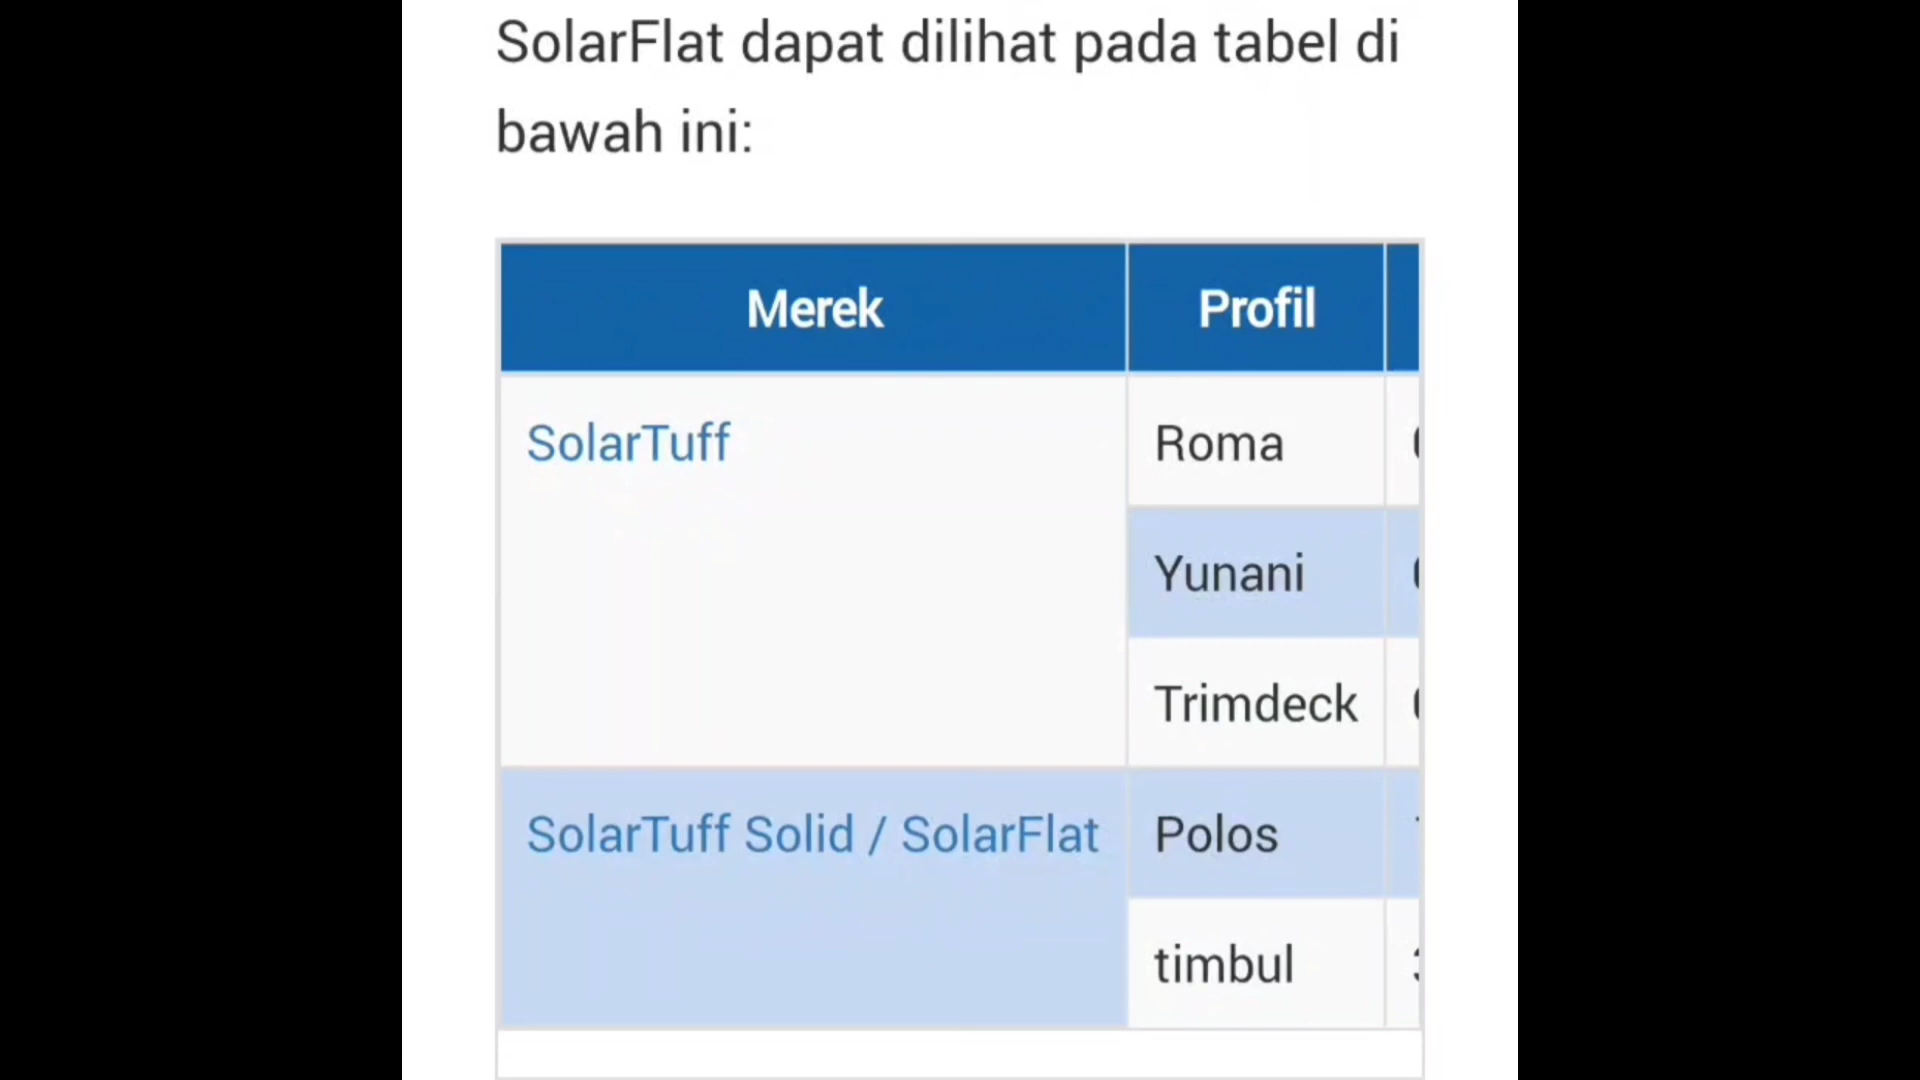 SolarFlat dapat dilihat pada tabel di
bawah ini:
Merek Profil
SolarTuff Roma
Yunani
Trimdeck
SolarTuff Solid / SolarFlat Polos
timbul